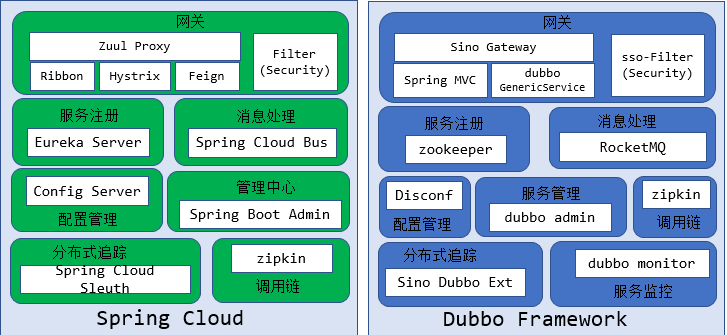 网关
Zuul Proxy
Ribbon
Hystrix
Feign
Filter
(Security)
服务注册
Eureka Server
消息处理
Spring Cloud Bus
Config Server
配置管理
管理中心
Spring Boot Admin
分布式追踪
Spring Cloud
Sleuth
zipkin
调用链
Spring Cloud
网关
Sino Gateway
Spring MVC
dubbo
GenericService
sso-Filter
(Security)
服务注册
zookeeper
消息处理
RocketMQ
Disconf
配置管理
服务管理
dubbo admin
zipkin
调用链
分布式追踪
Sino Dubbo Ext
dubbo monitor
服务监控
Dubbo Framework